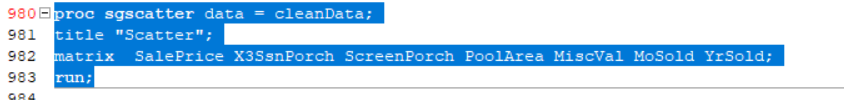 980 proc sgscatter data = cleanData;
981 title "Scatter";
982 matrix  SalePrice X3SsnPorch ScreenPorch PoolArea MiscVal MoSold YrSold;
983 run;
984